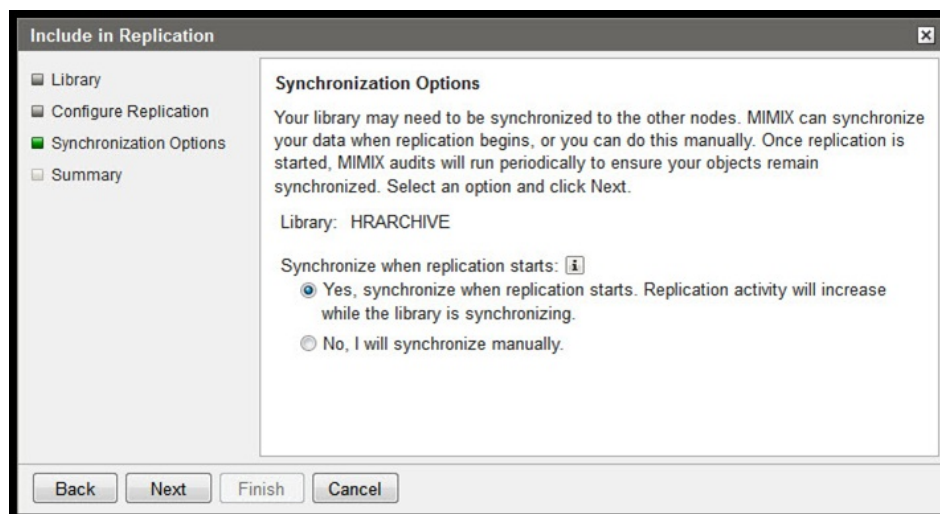 Include in Replication
Library
Configure Replication
Synchronization Options
Summary
Synchronization Options
Your library may need to be synchronized to the other nodes. MIMIX can synchronize
your data when replication begins, or you can do this manually. Once replication is
started, MIMIX audits will run periodically to ensure your objects remain
synchronized. Select an option and click Next.
Library: HRARCHIVE
Synchronize when replication starts:
Yes, synchronize when replication starts. Replication activity will increase
while the library is synchronizing.
No, I will synchronize manually.
Back Next Finish Cancel